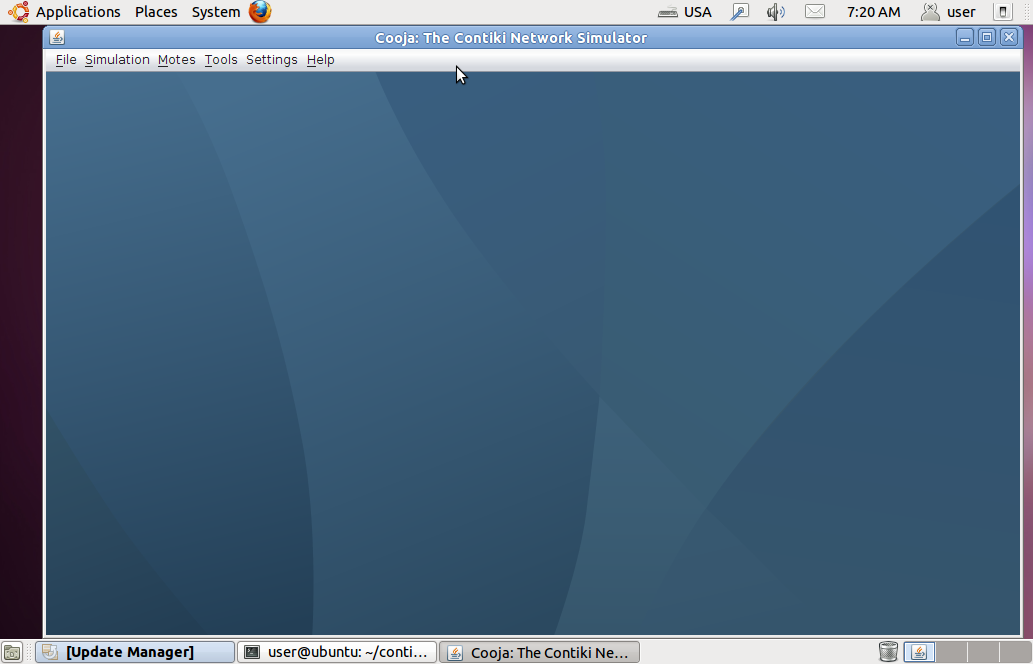 Applications Places System USA 7:20 AM user
Cooja: The Contiki Network Simulator
File Simulation Motes Tools Settings Help
[Update Manager] user@ubuntu: ~/conti... Cooja: The Contiki Ne...